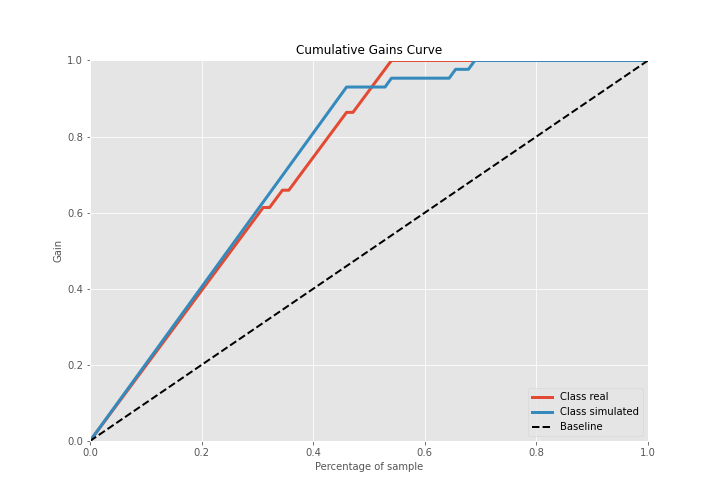 Cumulative Gains Curve
1.0
0.8
0.6
0.4
0.2
0.0
Gain
0.0 0.2 0.4 0.6 0.8 1.0
Percentage of sample
Class real
Class simulated
Baseline